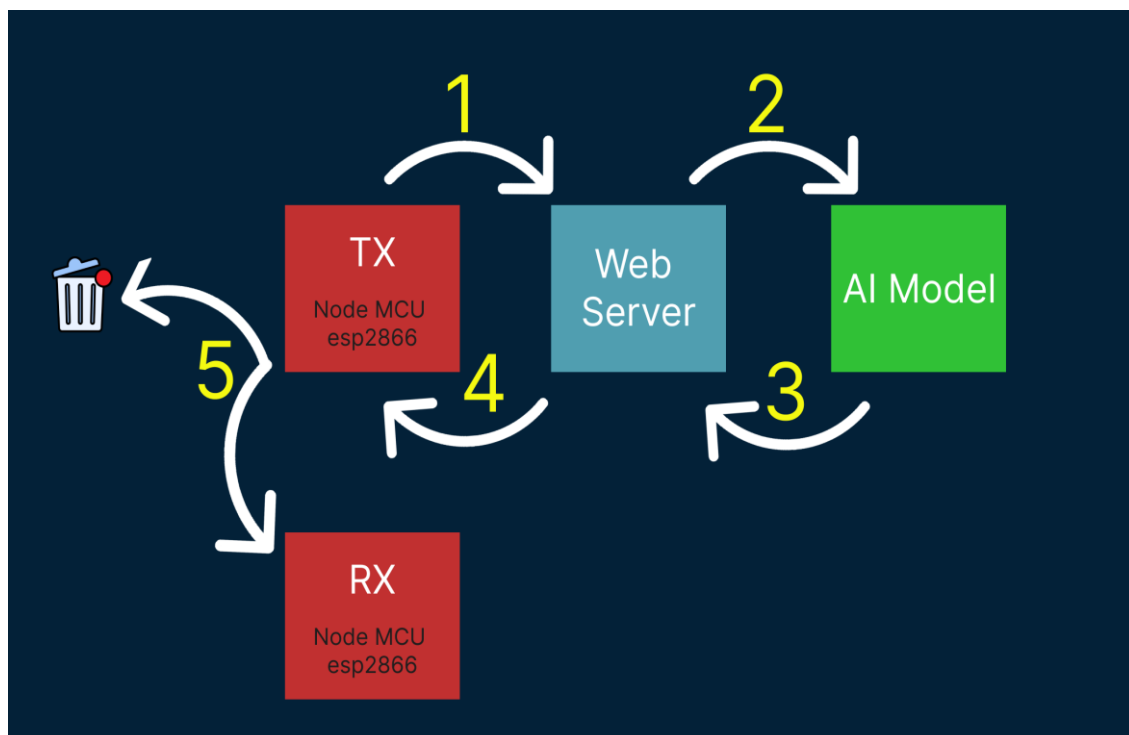 1
2
TX
Node MCU
esp2866
Web
Server
AI Model
5
4
3
RX
Node MCU
esp2866